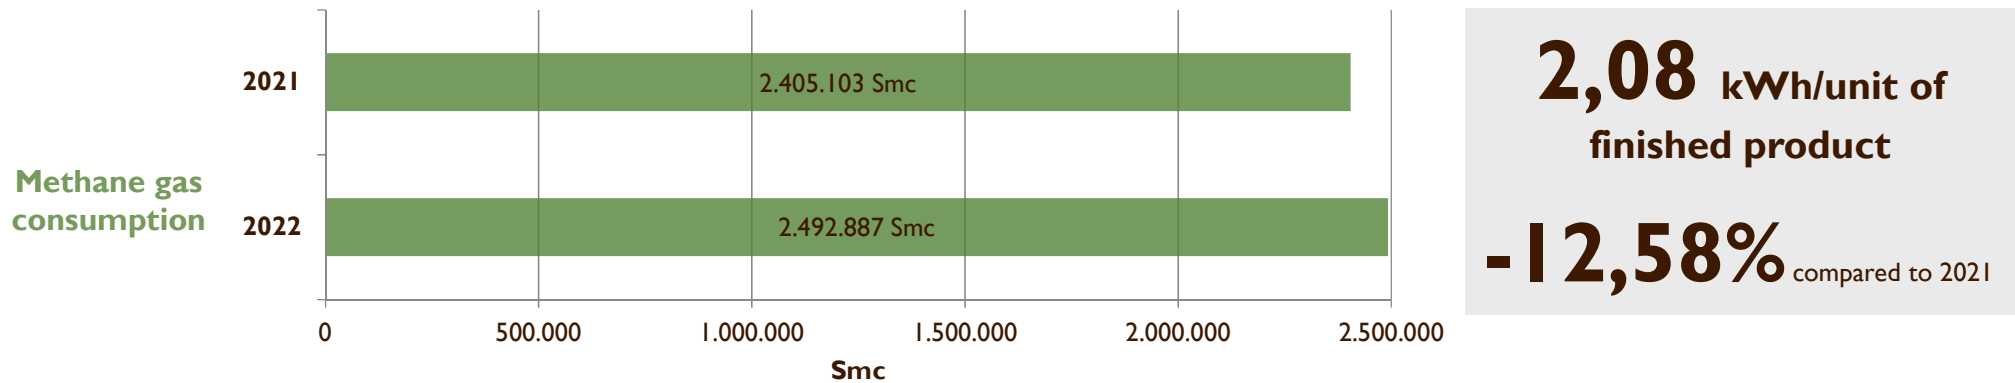 Methane gas
consumption
2021
2.405.103 Smc
2022
2.492.887 Smc
0
500.000
1.000.000
1.500.000
2.000.000
2.500.000
Smc
2,08 kWh/unit of
finished product
-12,58% compared to 2021